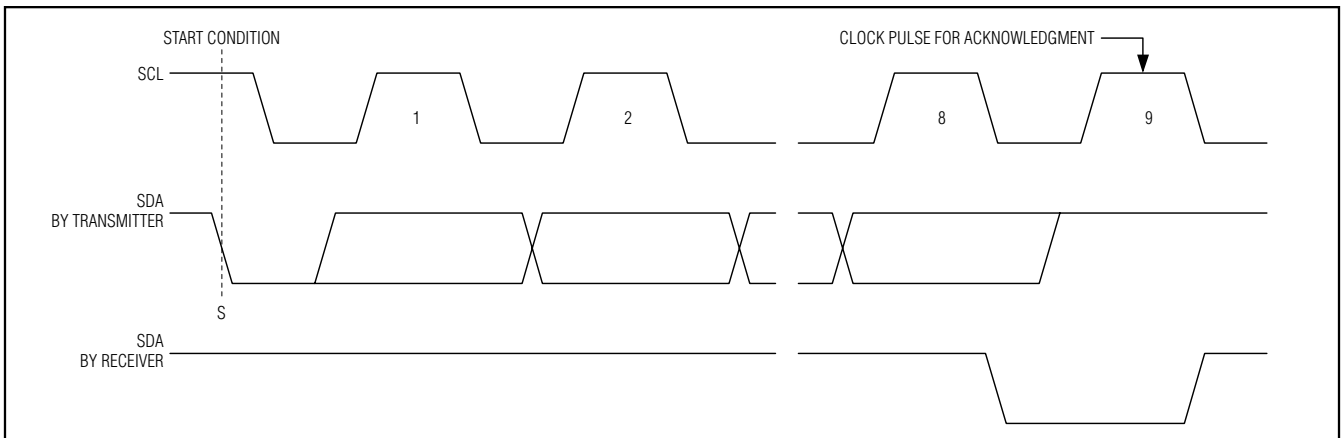 START CONDITION
CLOCK PULSE FOR ACKNOWLEDGMENT
SCL
1
2
8
9
SDA
BY TRANSMITTER
S
SDA
BY RECEIVER